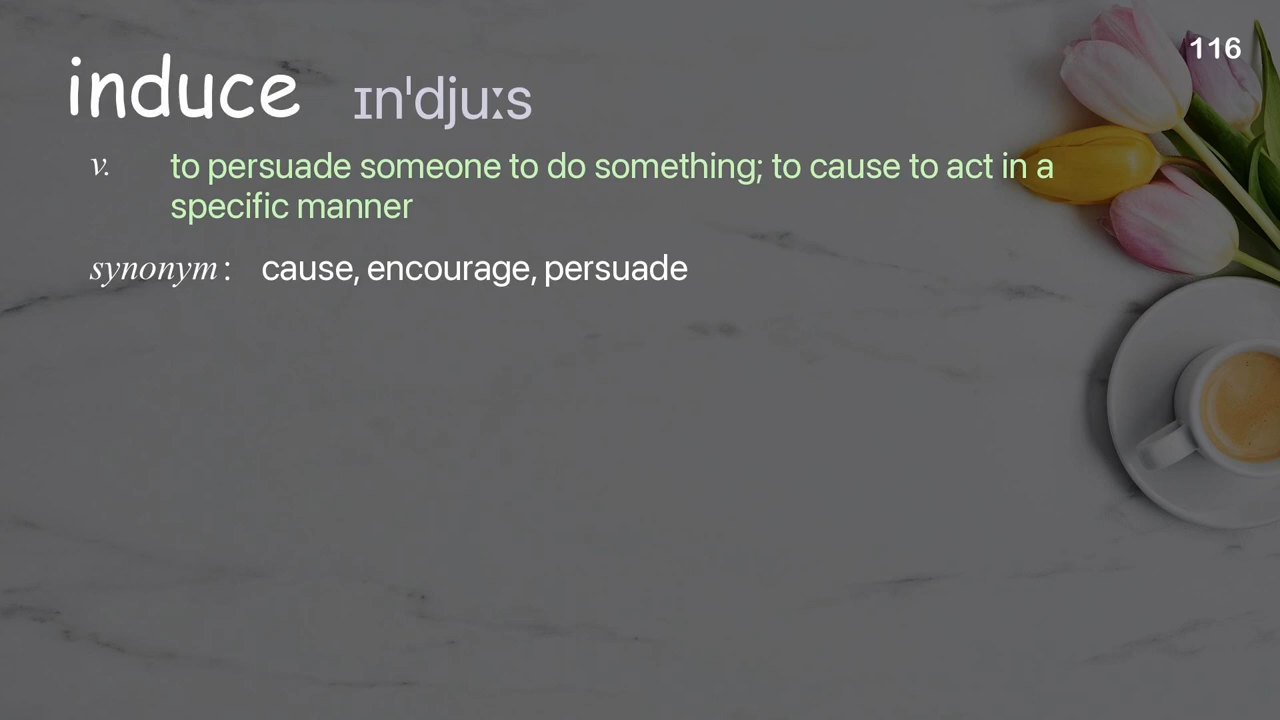 116
induce ɪnˈdjuːs
v. to persuade someone to do something; to cause to act in a
specific manner
synonym: cause, encourage, persuade